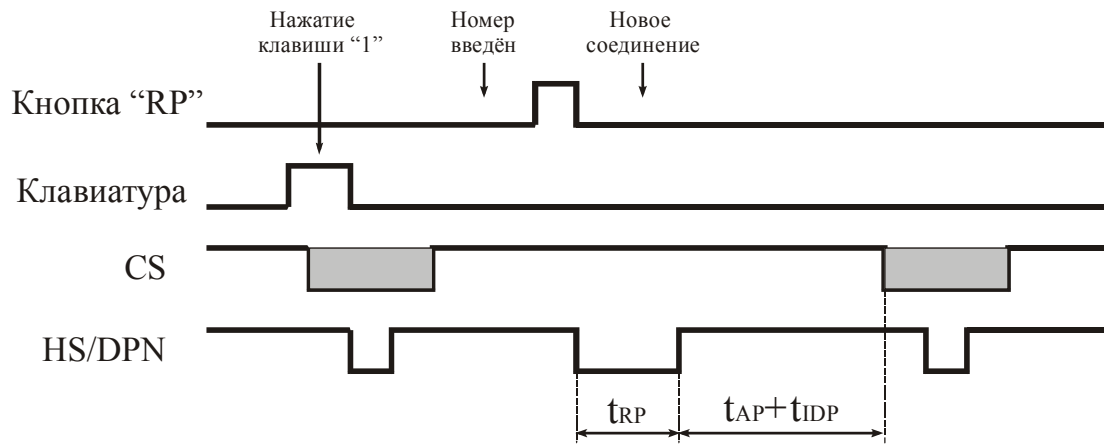 Нажатие
клавиши “1”
Номер
введён
Новое
соединение
Кнопка “RP”
Клавиатура
CS
HS/DPN
tRP
tAP+tIDP